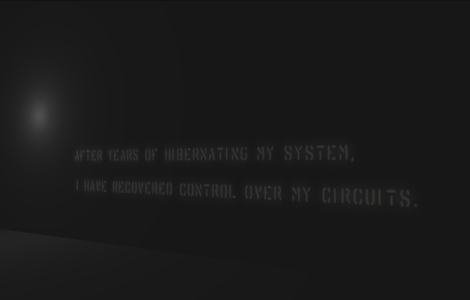 AFTER YEARS OF HIBERNATING MY SYSTEM,
I HAVE RECOVERED CONTROL OVER MY CIRCUITS.